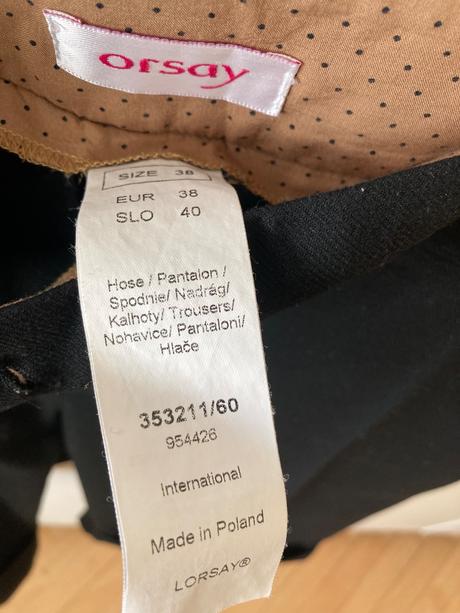 orsay
SIZE 38
EUR 38
SLO 40
Hose / Pantalon /
Spodnie/ Nadrág/
Kalhoty/ Trousers/
Nohavice/ Pantaloni/
Hlače
353211/60
954426
International
Made in Poland
LORSAY®